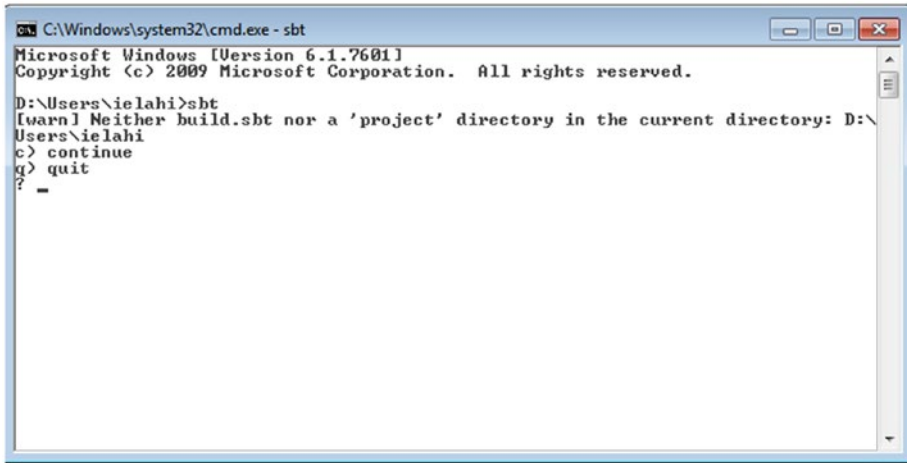 C:\Windows\system32\cmd.exe - sbt
Microsoft Windows [Version 6.1.7601]
Copyright (c) 2009 Microsoft Corporation.  All rights reserved.
D:\Users\ielahi>sbt
[warn] Neither build.sbt nor a 'project' directory in the current directory: D:\
Users\ielahi
c) continue
q) quit
? _